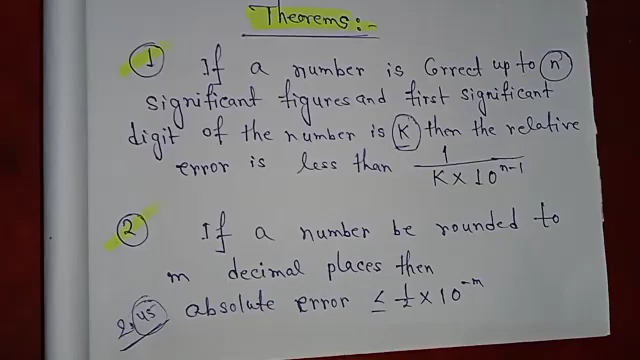 Theorems:-
① If a number is Correct up to n
significant figures and first significant
digit of the number is K then the relative
error is less than 1 / K × 10^(n-1)
② If a number be rounded to
m decimal places then
absolute error ≤ 1/2 × 10^-m
2.45